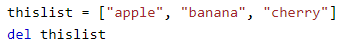 thislist = ["apple", "banana", "cherry"]
del thislist